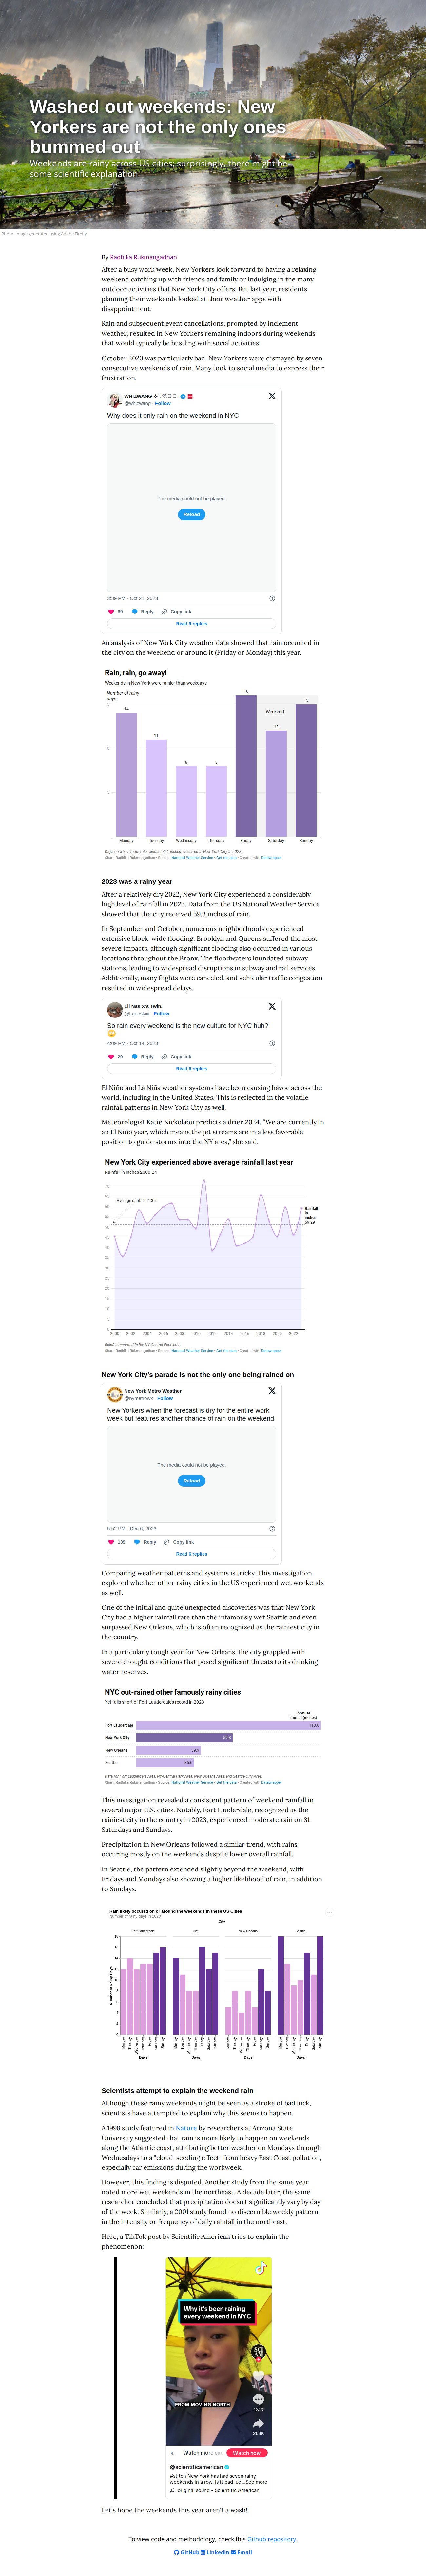 Washed out weekends: New
Yorkers are not the only ones
bummed out
Weekends are rainy across US cities; surprisingly, there might be
some scientific explanation
Photo: Image generated using Adobe Firefly
By Radhika Rukmangadhan
After a busy work week, New Yorkers look forward to having a relaxing
weekend catching up with friends and family or indulging in the many
outdoor activities that New York City offers. But last year, residents
planning their weekends looked at their weather apps with
disappointment.
Rain and subsequent event cancellations, prompted by inclement
weather, resulted in New Yorkers remaining indoors during weekends
that would typically be bustling with social activities.
October 2023 was particularly bad. New Yorkers were dismayed by seven
consecutive weekends of rain. Many took to social media to express their
frustration.
WHIZWANG
@whizwang · Follow
Why does it only rain on the weekend in NYC
The media could not be played.
Reload
3:39 PM · Oct 21, 2023
89 Reply Copy link
Read 9 replies
An analysis of New York City weather data showed that rain occurred in
the city on the weekend or around it (Friday or Monday) this year.
Rain, rain, go away!
Weekends in New York were rainier than weekdays
Number of rainy
days
15
10
5
14
11
8
8
16
12
15
Weekend
Monday Tuesday Wednesday Thursday Friday Saturday Sunday
Days on which moderate rainfall (>0.1 inches) occurred in New York City in 2023
Chart: Radhika Rukmangadhan · Source: National Weather Service · Get the data · Created with Datawrapper
2023 was a rainy year
After a relatively dry 2022, New York City experienced a considerably
high level of rainfall in 2023. Data from the US National Weather Service
showed that the city received 59.3 inches of rain.
In September and October, numerous neighborhoods experienced
extensive block-wide flooding. Brooklyn and Queens suffered the most
severe impacts, although significant flooding also occurred in various
locations throughout the Bronx. The floodwaters inundated subway
stations, leading to widespread disruptions in subway and rail services.
Additionally, many flights were canceled, and vehicular traffic congestion
resulted in widespread delays.
Lil Nas X's Twin.
@Leeeskiiii · Follow
So rain every weekend is the new culture for NYC huh?
🙄
4:09 PM · Oct 14, 2023
29 Reply Copy link
Read 6 replies
El Niño and La Niña weather systems have been causing havoc across the
world, including in the United States. This is reflected in the volatile
rainfall patterns in New York City as well.
Meteorologist Katie Nickolaou predicts a drier 2024. “We are currently in
an El Niño year, which means the jet streams are in a less favorable
position to guide storms into the NY area,” she said.
New York City experienced above average rainfall last year
Rainfall in inches 2000-24
70
65
60
55
50
45
40
35
30
25
20
15
10
5
0
Average rainfall 51.3 in
Rainfall
in
inches
59.29
2000 2002 2004 2006 2008 2010 2012 2014 2016 2018 2020 2022
Rainfall recorded in the NY-Central Park Area
Chart: Radhika Rukmangadhan · Source: National Weather Service · Get the data · Created with Datawrapper
New York City's parade is not the only one being rained on
New York Metro Weather
@nymetrowx · Follow
New Yorkers when the forecast is dry for the entire work
week but features another chance of rain on the weekend
The media could not be played.
Reload
5:52 PM · Dec 6, 2023
139 Reply Copy link
Read 6 replies
Comparing weather patterns and systems is tricky. This investigation
explored whether other rainy cities in the US experienced wet weekends
as well.
One of the initial and quite unexpected discoveries was that New York
City had a higher rainfall rate than the infamously wet Seattle and even
surpassed New Orleans, which is often recognized as the rainiest city in
the country.
In a particularly tough year for New Orleans, the city grappled with
severe drought conditions that posed significant threats to its drinking
water reserves.
NYC out-rained other famously rainy cities
Yet falls short of Fort Lauderdale's record in 2023
Annual
rainfall(inches)
Fort Lauderdale
New York City 59.3
New Orleans
Seattle
Data for Fort Lauderdale Area, NY-Central Park Area, New Orleans Area, and Seattle City Area.
Chart: Radhika Rukmangadhan · Source: National Weather Service · Get the data · Created with Datawrapper
This investigation revealed a consistent pattern of weekend rainfall in
several major U.S. cities. Notably, Fort Lauderdale, recognized as the
rainiest city in the country in 2023, experienced moderate rain on 31
Saturdays and Sundays.
Precipitation in New Orleans followed a similar trend, with rains
occuring mostly on the weekends despite lower overall rainfall.
In Seattle, the pattern extended slightly beyond the weekend, with
Fridays and Mondays also showing a higher likelihood of rain, in addition
to Sundays.
Rain likely occured on or around the weekends in these US Cities
Number of rainy days in 2023
City
Fort Lauderdale NY New Orleans Seattle
Number of Rainy Days
18
16
14
12
10
8
6
4
2
0
Monday Tuesday Wednesday Thursday Friday Saturday Sunday
Monday Tuesday Wednesday Thursday Friday Saturday Sunday
Monday Tuesday Wednesday Thursday Friday Saturday Sunday
Monday Tuesday Wednesday Thursday Friday Saturday Sunday
Days Days Days Days
Scientists attempt to explain the weekend rain
Although these rainy weekends might be seen as a stroke of bad luck,
scientists have attempted to explain why this seems to happen.
A 1998 study featured in Nature by researchers at Arizona State
University suggested that rain is more likely to happen on weekends
along the Atlantic coast, attributing better weather on Mondays through
Wednesdays to a "cloud-seeding effect" from heavy East Coast pollution,
especially car emissions during the workweek.
However, this finding is disputed. Another study from the same year
noted more wet weekends in the northeast. A decade later, the same
researcher concluded that precipitation doesn't significantly vary by day
of the week. Similarly, a 2001 study found no discernible weekly pattern
in the intensity or frequency of daily rainfall in the northeast.
Here, a TikTok post by Scientific American tries to explain the
phenomenon:
Why it's been raining
every weekend in NYC
SCI
AM
1249
21.8K
FROM MOVING NORTH
Watch more
Watch now
@scientificamerican
#stitch New York has had seven rainy
weekends in a row. Is it bad luc ...See more
original sound - Scientific American
Let's hope the weekends this year aren't a wash!
To view code and methodology, check this Github repository.
GitHub LinkedIn Email